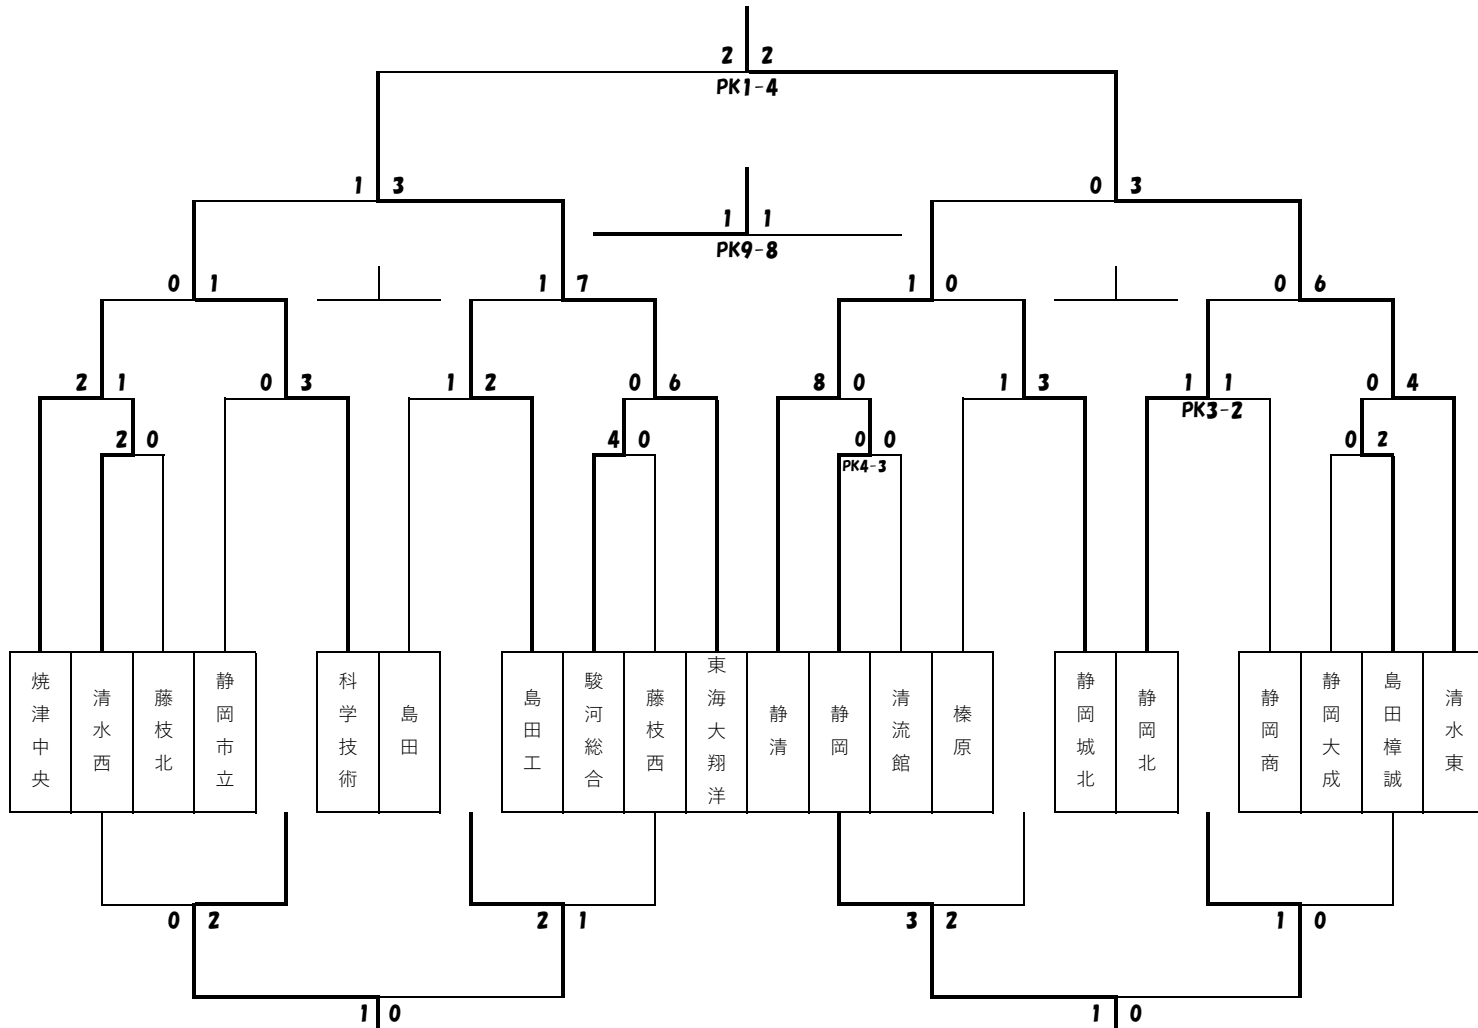 2 2
PK1-4
1 3
0 3
1 1
PK9-8
0 1
1 7
1 0
0 6
2 1
0 3
1 2
0 6
8 0
1 3
1 1
PK3-2
0 4
2 0
4 0
0 0
PK4-3
0 2
焼津中央
清水西
藤枝北
静岡市立
科学技術
島田
島田工
駿河総合
藤枝西
東海大翔洋
静清
静岡
清流館
榛原
静岡城北
静岡北
静岡商
静岡大成
島田樟誠
清水東
0 2
2 1
3 2
1 0
1 0
1 0